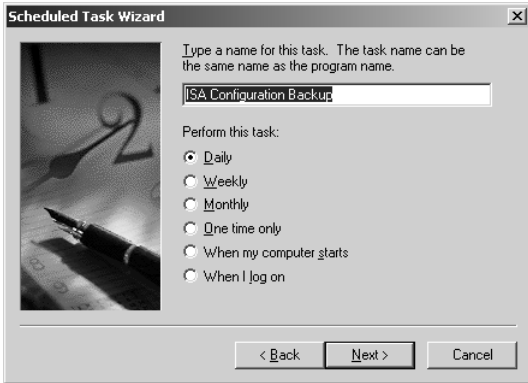 Scheduled Task Wizard
Type a name for this task. The task name can be
the same name as the program name.
ISA Configuration Backup
Perform this task:
Daily
Weekly
Monthly
One time only
When my computer starts
When I log on
< Back
Next >
Cancel